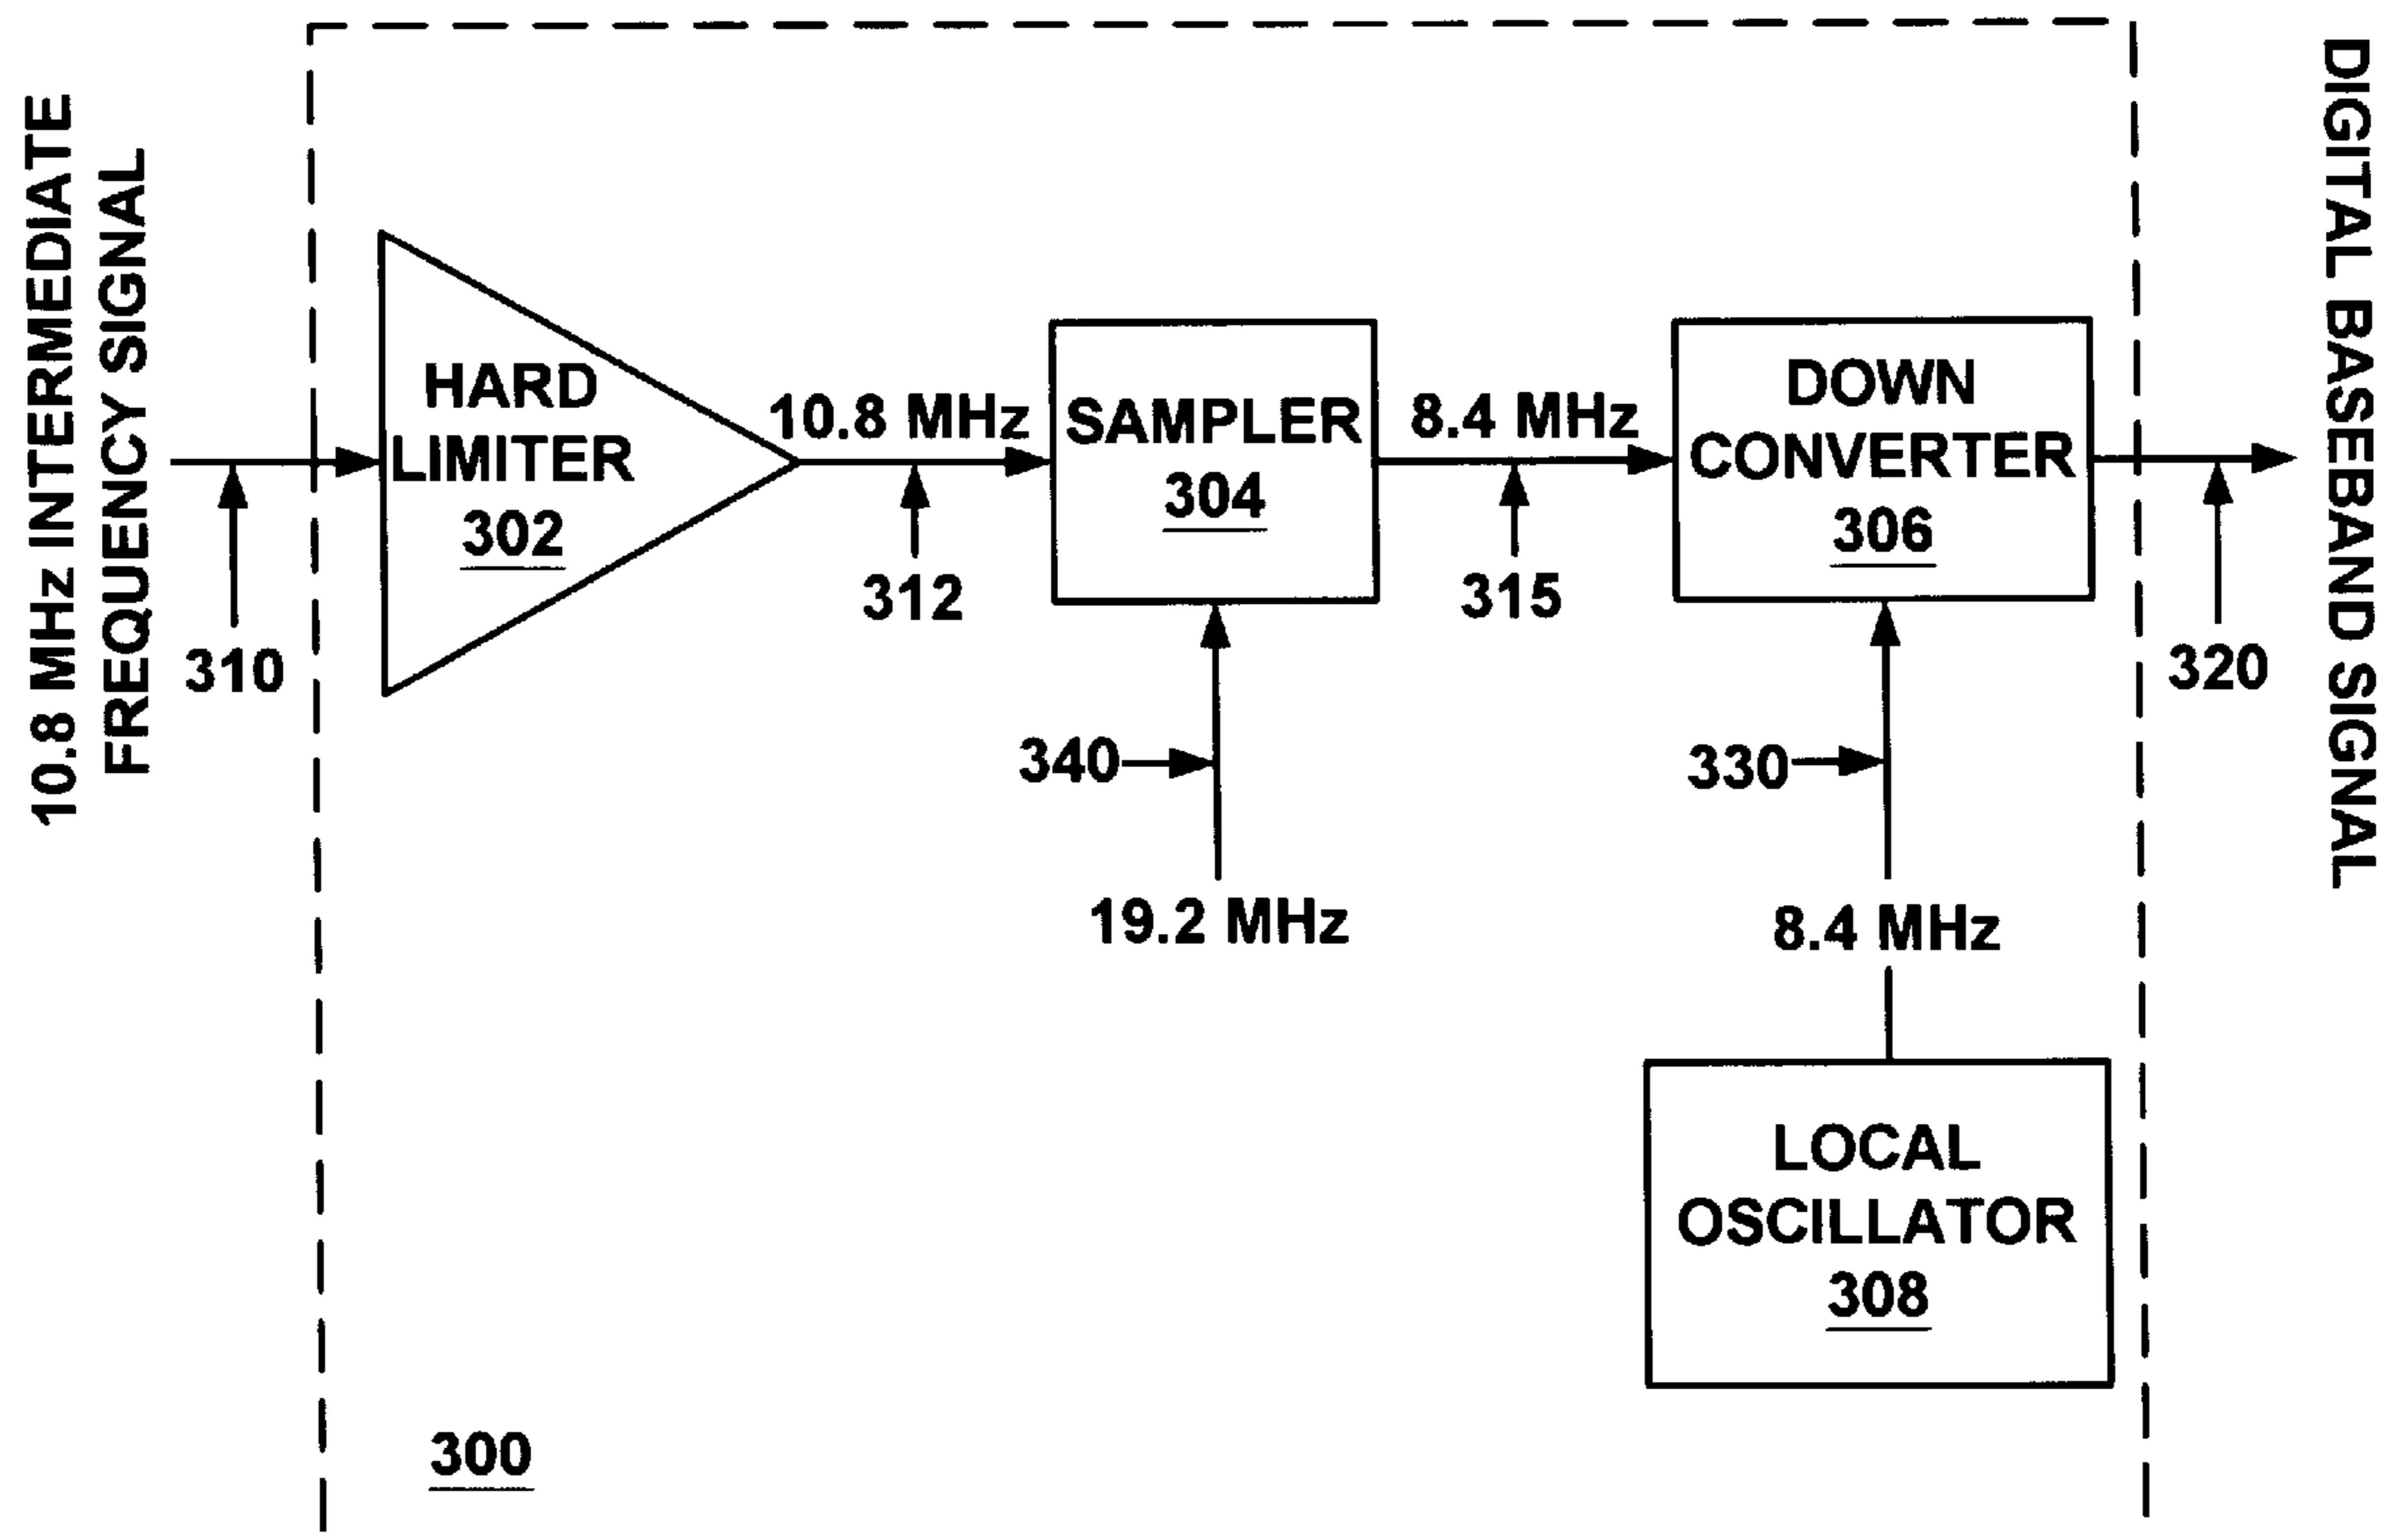 10.8 MHz INTERMEDIATE
FREQUENCY SIGNAL
310
HARD
LIMITER
302
10.8 MHz
312
SAMPLER
304
340
19.2 MHz
8.4 MHz
315
DOWN
CONVERTER
306
330
8.4 MHz
LOCAL
OSCILLATOR
308
320
DIGITAL BASEBAND SIGNAL
300